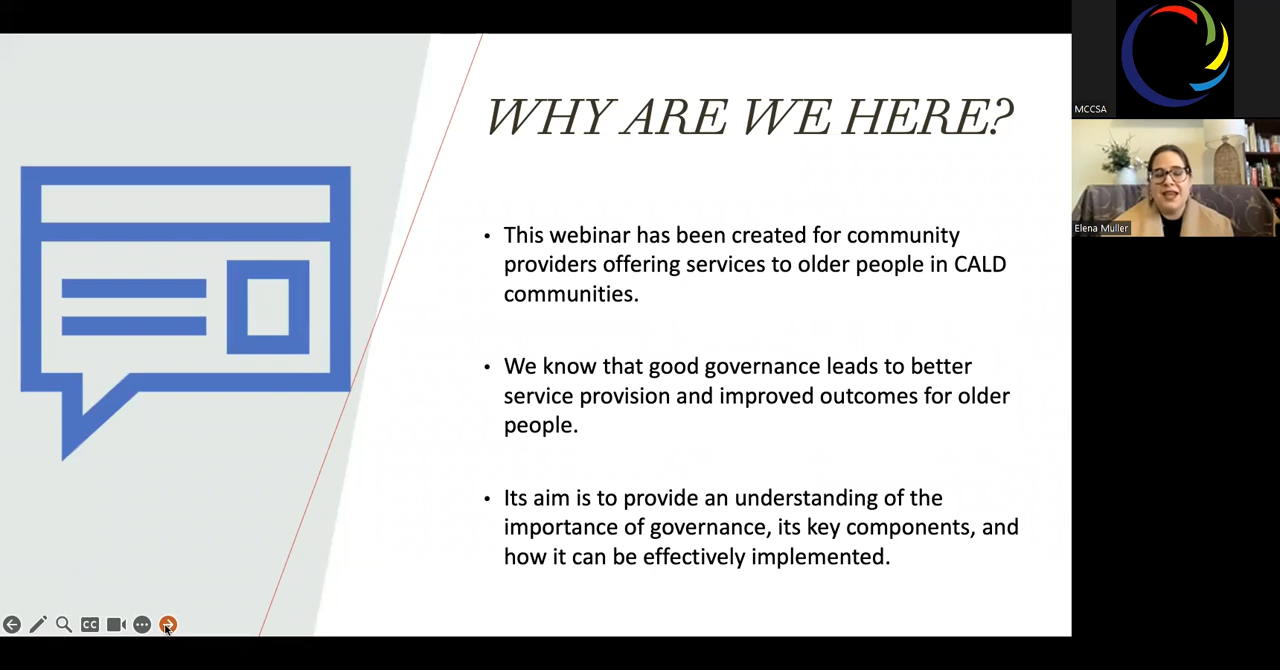 WHY ARE WE HERE?
• This webinar has been created for community
providers offering services to older people in CALD
communities.
• We know that good governance leads to better
service provision and improved outcomes for older
people.
• Its aim is to provide an understanding of the
importance of governance, its key components, and
how it can be effectively implemented.
CC
MCCSA
Elena Muller